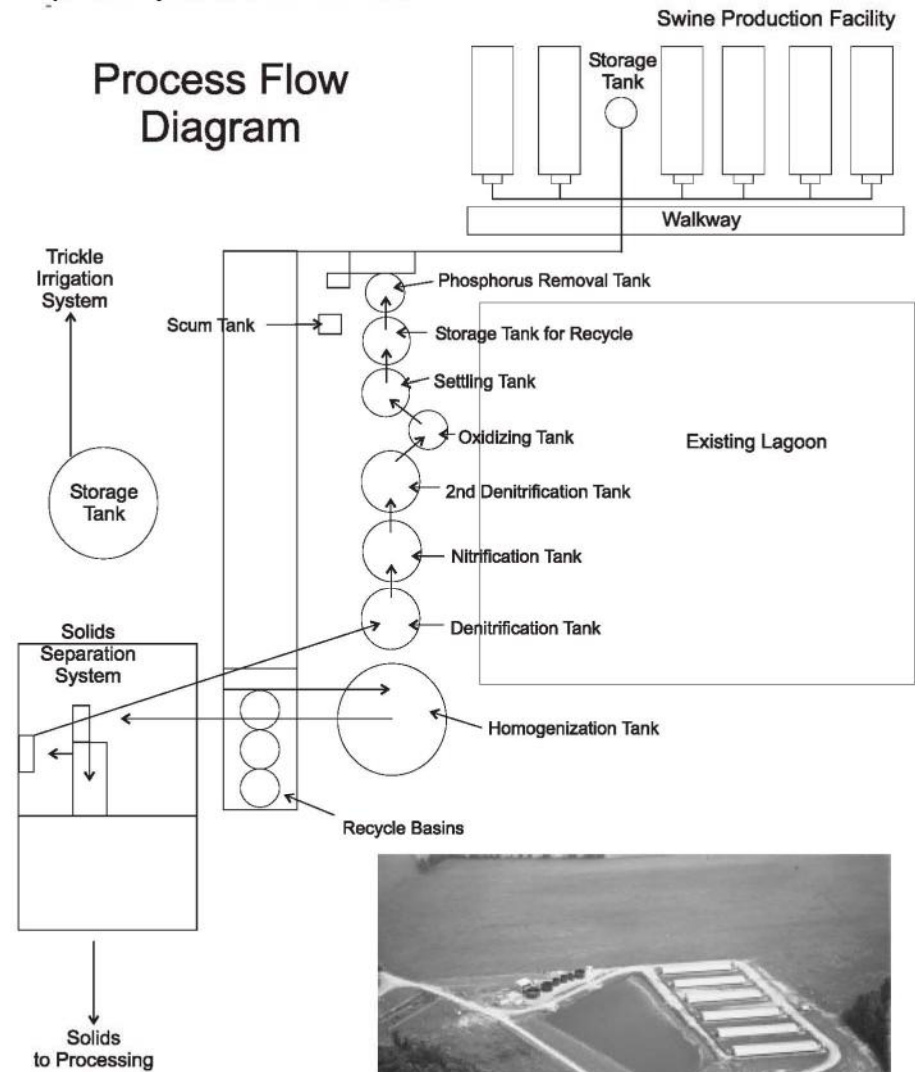 Swine Production Facility
Process Flow
Diagram
Storage
Tank
Walkway
Trickle
Irrigation
System
Phosphorus Removal Tank
Scum Tank
Storage Tank for Recycle
Settling Tank
Oxidizing Tank
Existing Lagoon
Storage
Tank
2nd Denitrification Tank
Nitrification Tank
Denitrification Tank
Solids
Separation
System
Homogenization Tank
Recycle Basins
Solids
to Processing